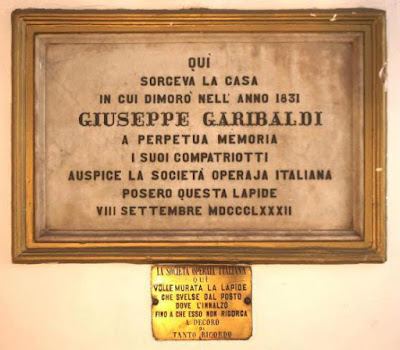 QUI
SORGEVA LA CASA
IN CUI DIMORÒ NELL' ANNO 1831
GIUSEPPE GARIBALDI
A PERPETUA MEMORIA
I SUOI COMPATRIOTTI
AUSPICE LA SOCIETÀ OPERAJA ITALIANA
POSERO QUESTA LAPIDE
VIII SETTEMBRE MDCCCLXXXII
LA SOCIETÀ OPERAIA ITALIANA
QUI
VOLLE MURATA LA LAPIDE
CHE SVELSE DAL POSTO
DOVE L'INNALZÒ
FINO A CHE ESSO NON RISORGA
A DECORO
DI
TANTO RICORDO